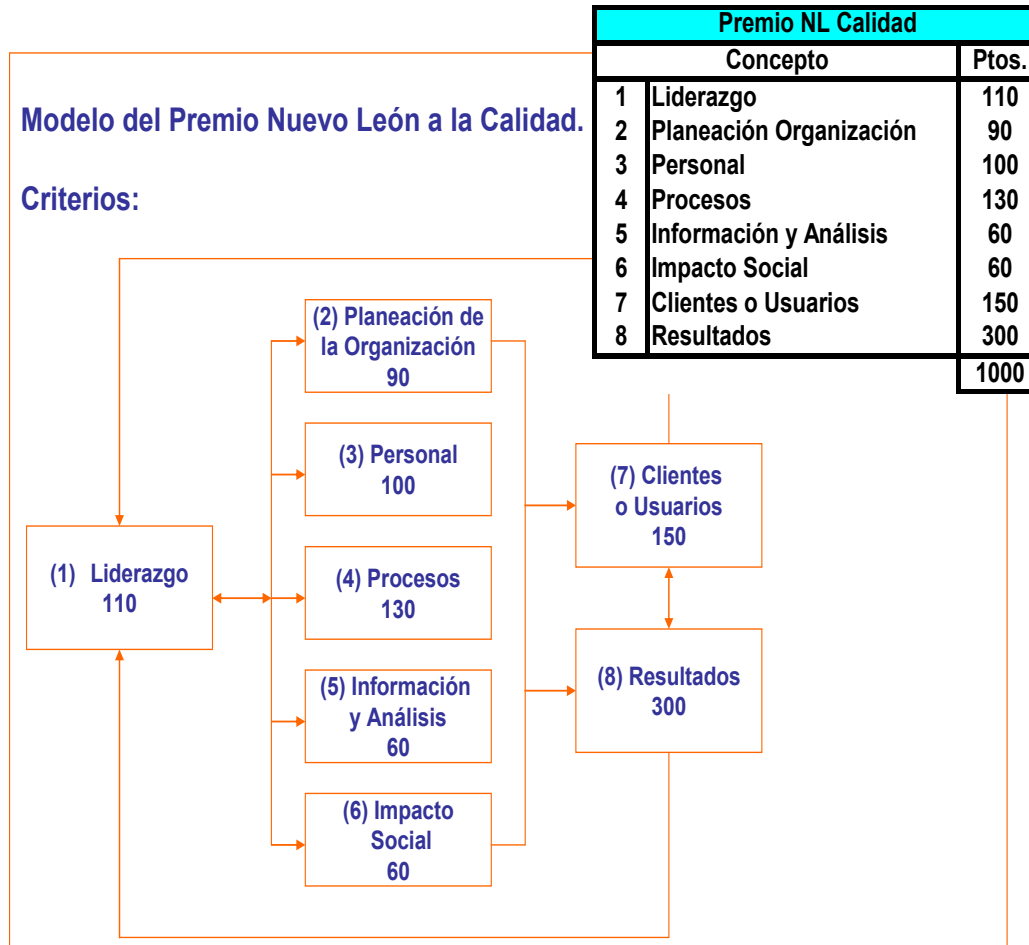 Premio NL Calidad
Concepto Ptos.
1 Liderazgo 110
2 Planeación Organización 90
3 Personal 100
4 Procesos 130
5 Información y Análisis 60
6 Impacto Social 60
7 Clientes o Usuarios 150
8 Resultados 300
1000
Modelo del Premio Nuevo León a la Calidad.
Criterios:
(1) Liderazgo
110
(2) Planeación de
la Organización
90
(3) Personal
100
(4) Procesos
130
(5) Información
y Análisis
60
(6) Impacto
Social
60
(7) Clientes
o Usuarios
150
(8) Resultados
300